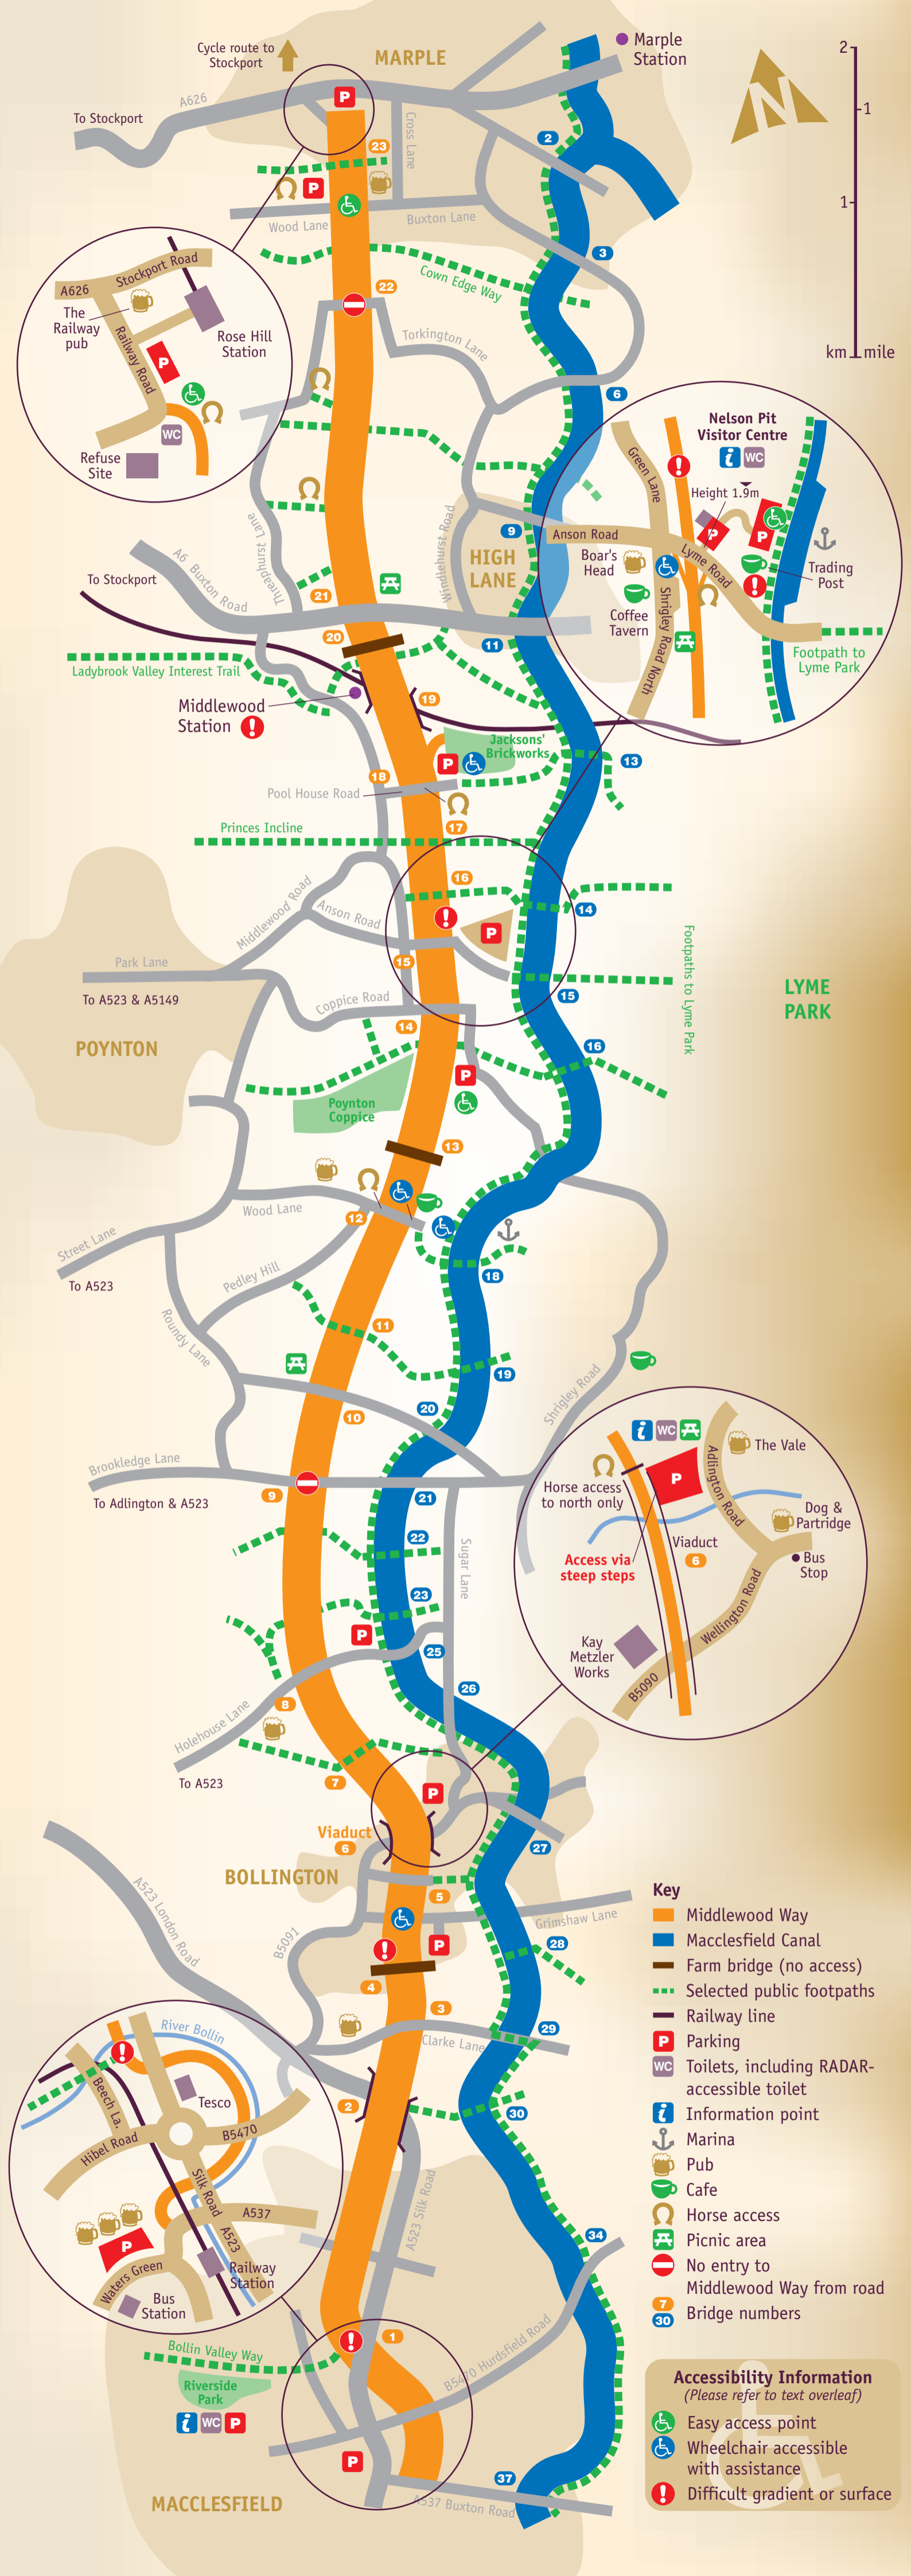 Cycle route to
Stockport
MARPLE
Marple
Station
2
1
1
km mile
N
A626
To Stockport
P
Cross Lane
23
2
P
Wood Lane
Buxton Lane
3
Cown Edge Way
22
Torkington Lane
6
Stockport Road
A626
The
Railway
pub
Railway Road
Rose Hill
Station
P
WC
Refuse
Site
Nelson Pit
Visitor Centre
i WC
Height 1.9m
Green Lane
Anson Road
P
P
Boar's
Head
Lyme Road
Trading
Post
Coffee
Tavern
Shrigley Road North
Footpath to
Lyme Park
Threaphurst Lane
Windlehurst Road
HIGH
LANE
9
A6 Buxton Road
To Stockport
21
20
11
Ladybrook Valley Interest Trail
Middlewood
Station
19
Jacksons'
Brickworks
P
13
18
Pool House Road
17
Princes Incline
16
Middlewood Road
Anson Road
P
14
15
Park Lane
To A523 & A5149
Coppice Road
15
Footpaths to Lyme Park
LYME
PARK
14
POYNTON
16
P
Poynton
Coppice
13
12
Wood Lane
Street Lane
To A523
Pedley Hill
Roundy Lane
18
11
19
20
10
Shrigley Road
Brookledge Lane
To Adlington & A523
9
21
22
Sugar Lane
23
P
25
26
8
Holehouse Lane
To A523
7
i WC
The Vale
P
Adlington Road
Horse access
to north only
Dog &
Partridge
Viaduct
6
Access via
steep steps
Bus
Stop
Wellington Road
Kay
Metzler
Works
B5090
P
Viaduct
6
27
BOLLINGTON
5
A523 London Road
B5091
Grimshaw Lane
P
28
4
3
Clarke Lane
29
2
30
River Bollin
Beech La.
Tesco
Hibel Road
B5470
Silk Road
A523
A537
P
Waters Green
Railway
Station
Bus
Station
A523 Silk Road
34
Bollin Valley Way
1
B5470 Hurdsfield Road
Riverside
Park
i WC P
P
MACCLESFIELD
37
A537 Buxton Road
Key
Middlewood Way
Macclesfield Canal
Farm bridge (no access)
Selected public footpaths
Railway line
P Parking
WC Toilets, including RADAR-
accessible toilet
i Information point
Marina
Pub
Cafe
Horse access
Picnic area
No entry to
Middlewood Way from road
7
30 Bridge numbers
Accessibility Information
(Please refer to text overleaf)
Easy access point
Wheelchair accessible
with assistance
Difficult gradient or surface